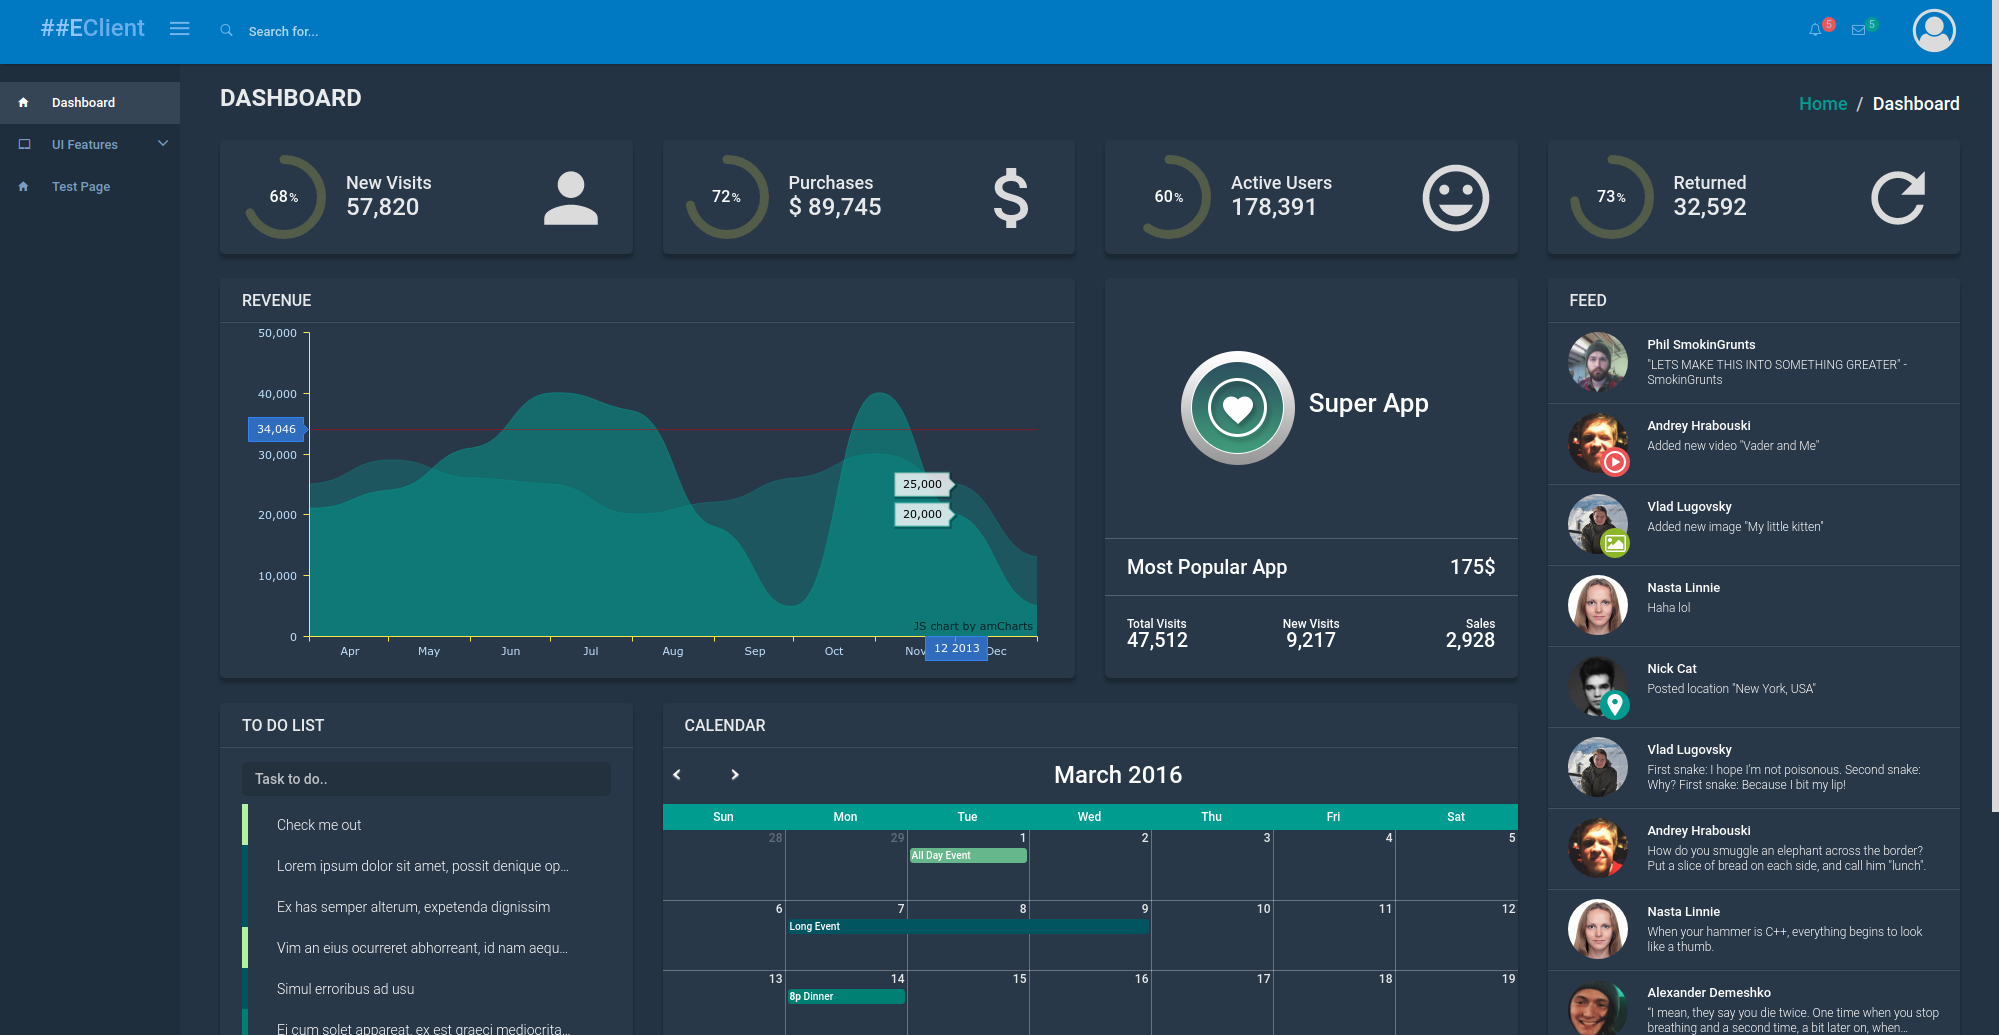 ##EClient
Search for...
5
5
Dashboard
UI Features
Test Page
DASHBOARD
Home / Dashboard
68%
New Visits
57,820
72%
Purchases
$ 89,745
60%
Active Users
178,391
73%
Returned
32,592
REVENUE
50,000
40,000
34,046
30,000
20,000
10,000
0
25,000
20,000
JS chart by amCharts
Apr May Jun Jul Aug Sep Oct Nov 12 2013 Dec
Super App
Most Popular App 175$
Total Visits New Visits Sales
47,512 9,217 2,928
FEED
Phil SmokinGrunts
"LETS MAKE THIS INTO SOMETHING GREATER" -
SmokinGrunts
Andrey Hrabouski
Added new video "Vader and Me"
Vlad Lugovsky
Added new image "My little kitten"
Nasta Linnie
Haha lol
Nick Cat
Posted location "New York, USA"
Vlad Lugovsky
First snake: I hope I'm not poisonous. Second snake:
Why? First snake: Because I bit my lip!
Andrey Hrabouski
How do you smuggle an elephant across the border?
Put a slice of bread on each side, and call him "lunch".
Nasta Linnie
When your hammer is C++, everything begins to look
like a thumb.
Alexander Demeshko
"I mean, they say you die twice. One time when you stop
breathing and a second time, a bit later on, when...
TO DO LIST
Task to do..
Check me out
Lorem ipsum dolor sit amet, possit denique op...
Ex has semper alterum, expetenda dignissim
Vim an eius ocurreret abhorreant, id nam aequ...
Simul erroribus ad usu
Ei cum solet appareat, ex est graeci mediocrita...
CALENDAR
March 2016
Sun Mon Tue Wed Thu Fri Sat
28 29 1 2 3 4 5
All Day Event
6 7 8 9 10 11 12
Long Event
13 14 15 16 17 18 19
8p Dinner